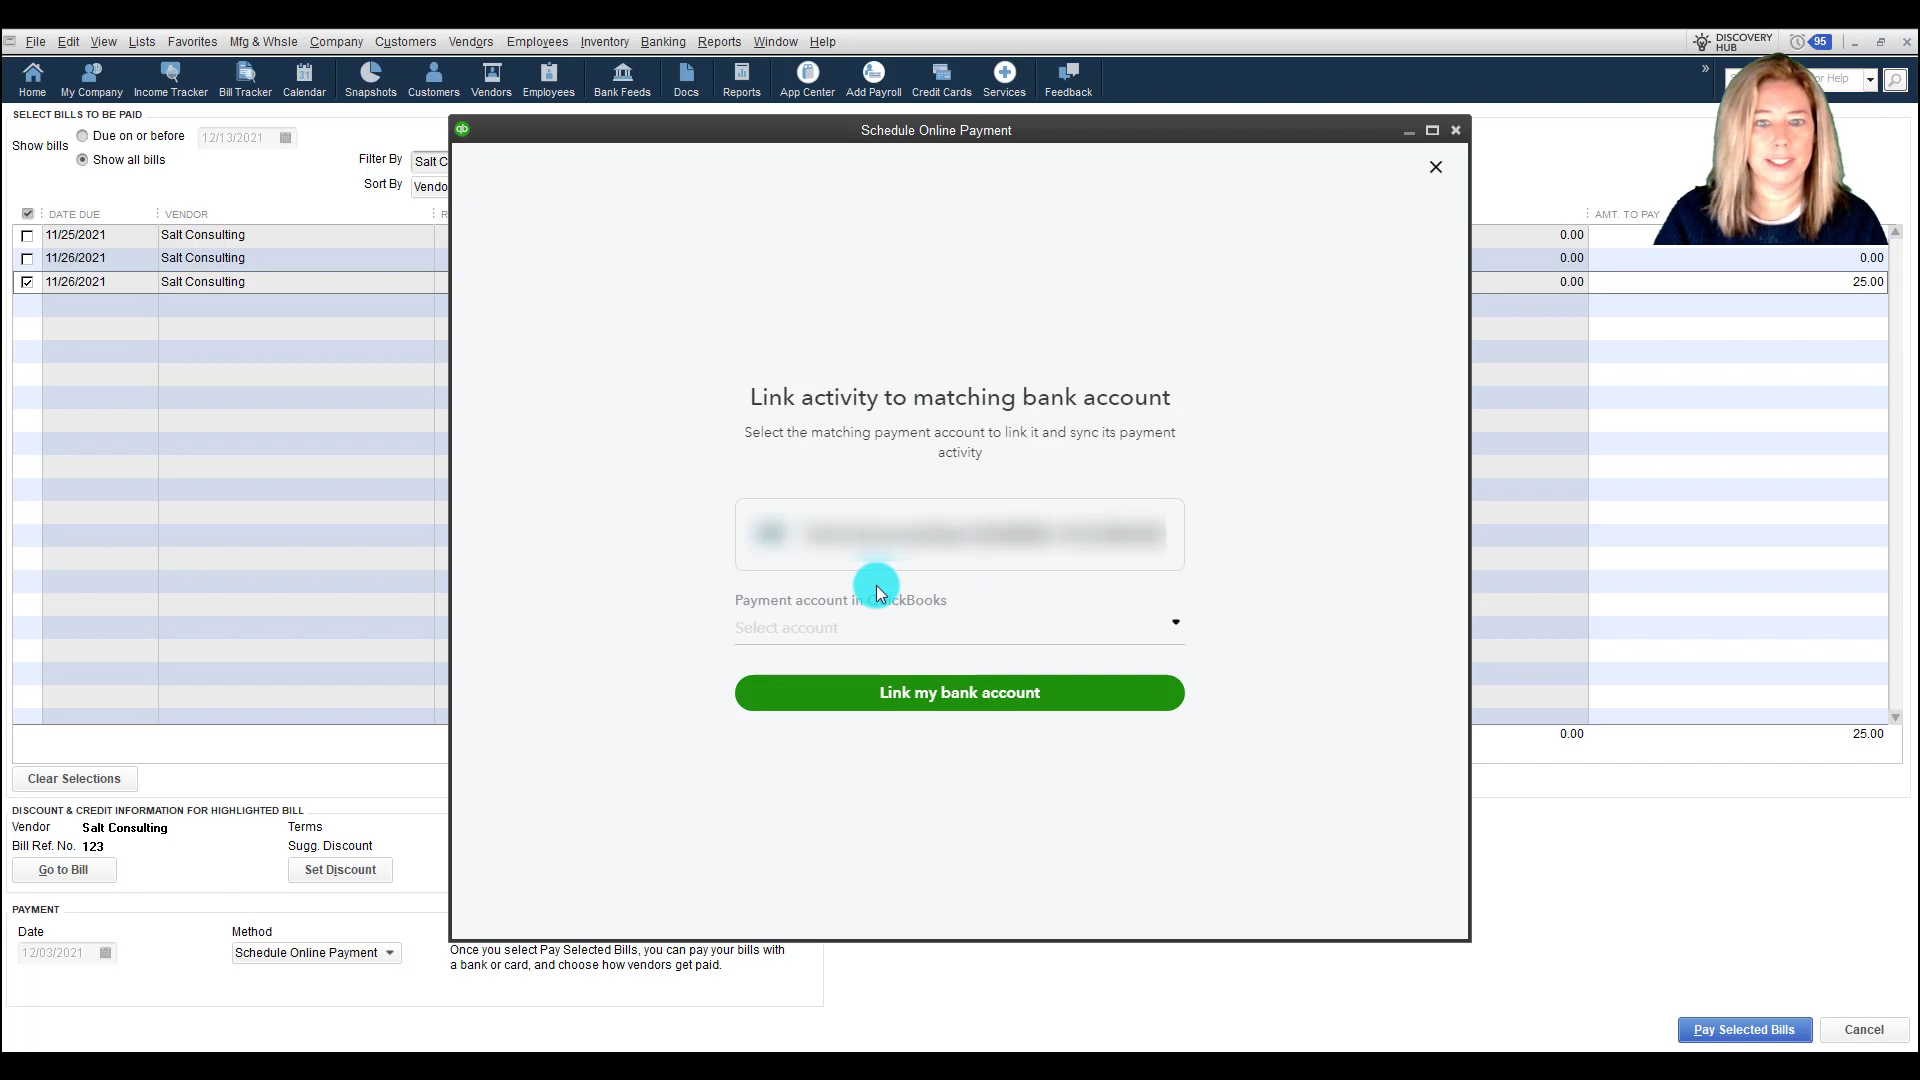 File Edit View Lists Favorites Mfg & Whsle Company Customers Vendors Employees Inventory Banking Reports Window Help
DISCOVERY
HUB
95
Home My Company Income Tracker Bill Tracker Calendar Snapshots Customers Vendors Employees Bank Feeds Docs Reports App Center Add Payroll Credit Cards Services Feedback
or Help
SELECT BILLS TO BE PAID
Show bills
Due on or before 12/13/2021
Show all bills
Filter By Salt C
Sort By Vendo
DATE DUE VENDOR R AMT. TO PAY
11/25/2021 Salt Consulting 0.00
11/26/2021 Salt Consulting 0.00 0.00
11/26/2021 Salt Consulting 0.00 25.00
0.00 25.00
qb Schedule Online Payment
Link activity to matching bank account
Select the matching payment account to link it and sync its payment
activity
Payment account in QuickBooks
Select account
Link my bank account
Clear Selections
DISCOUNT & CREDIT INFORMATION FOR HIGHLIGHTED BILL
Vendor Salt Consulting Terms
Bill Ref. No. 123 Sugg. Discount
Go to Bill Set Discount
PAYMENT
Date Method
12/03/2021 Schedule Online Payment
Once you select Pay Selected Bills, you can pay your bills with
a bank or card, and choose how vendors get paid.
Pay Selected Bills Cancel